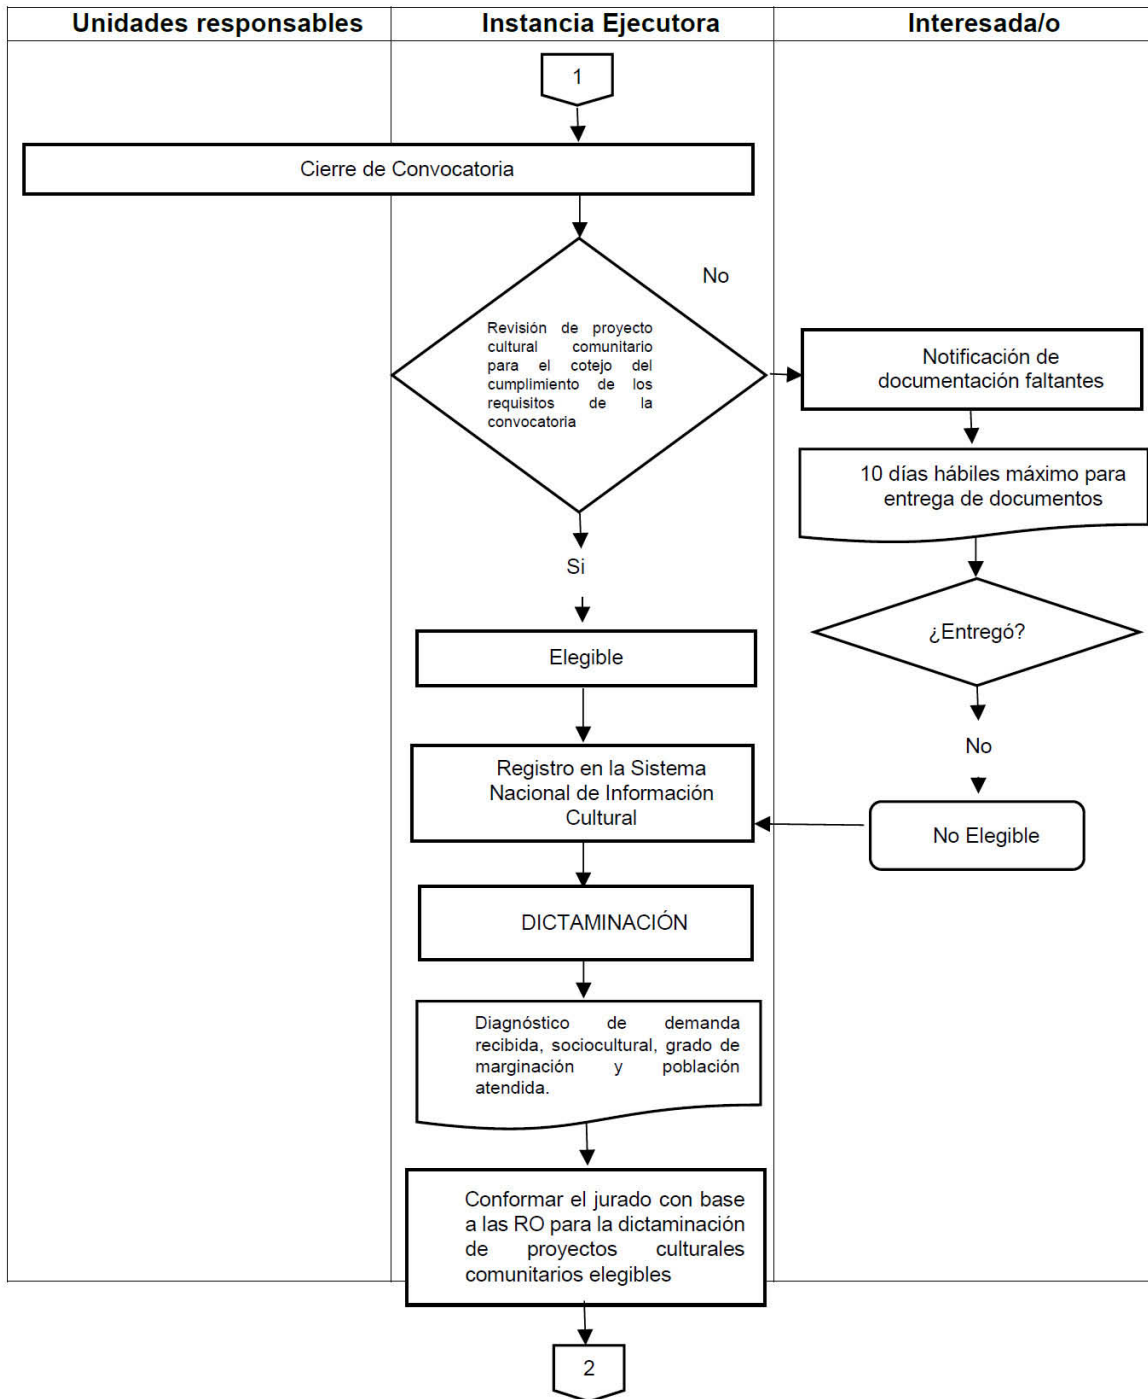 Unidades responsables
Instancia Ejecutora
Interesada/o
1
Cierre de Convocatoria
No
Revisión de proyecto
cultural comunitario
para el cotejo del
cumplimiento de los
requisitos de la
convocatoria
Notificación de
documentación faltantes
10 días hábiles máximo para
entrega de documentos
Si
¿Entregó?
Elegible
No
Registro en la Sistema
Nacional de Información
Cultural
No Elegible
DICTAMINACIÓN
Diagnóstico de demanda
recibida, sociocultural, grado de
marginación y población
atendida.
Conformar el jurado con base
a las RO para la dictaminación
de proyectos culturales
comunitarios elegibles
2